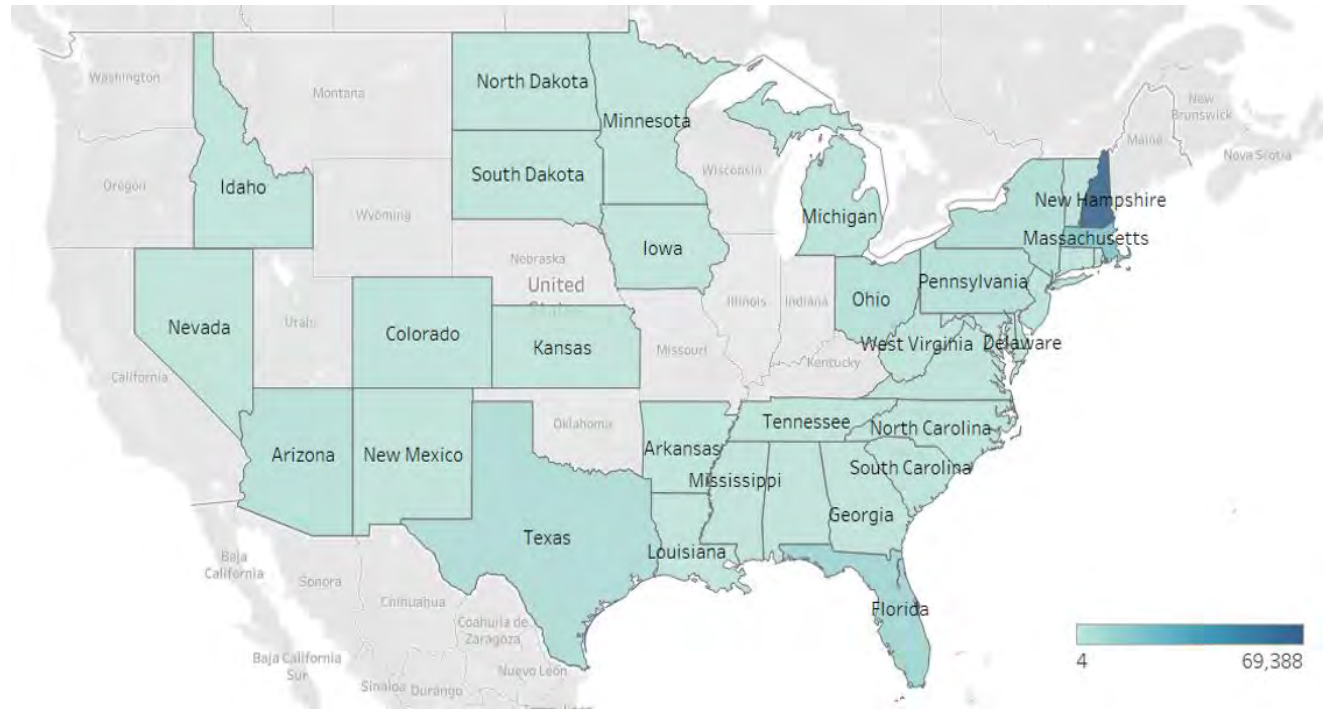 Washington
Montana
North Dakota
Minnesota
New
Brunswick
Maine
Nova Scotia
Oregon
Idaho
South Dakota
Wisconsin
Michigan
New Hampshire
Wyoming
Massachusetts
Iowa
Nebraska
United
Pennsylvania
Nevada
Utah
Colorado
Kansas
Illinois
Indiana
Ohio
West Virginia
Delaware
California
Missouri
Kentucky
Arizona
New Mexico
Oklahoma
Arkansas
Tennessee
North Carolina
South Carolina
Mississippi
Georgia
Texas
Louisiana
Florida
Baja
California
Sonora
Chihuahua
Coahuila de
Zaragoza
Baja California
Sur
Sinaloa
Durango
Nuevo León
4
69,388